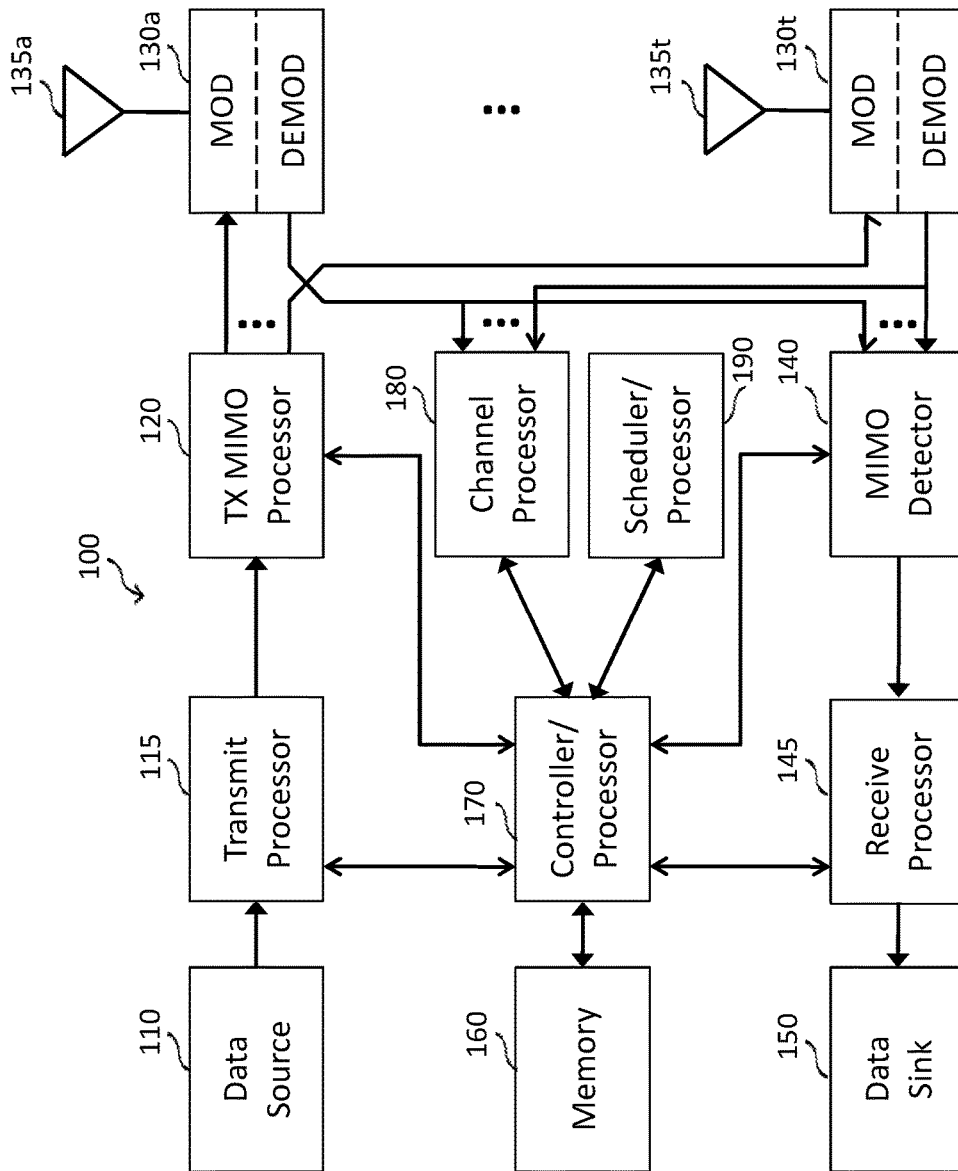 100
110
Data
Source
115
Transmit
Processor
120
TX MIMO
Processor
130a
MOD
DEMOD
135a
160
Memory
170
Controller/
Processor
180
Channel
Processor
190
Scheduler/
Processor
150
Data
Sink
145
Receive
Processor
140
MIMO
Detector
130t
MOD
DEMOD
135t